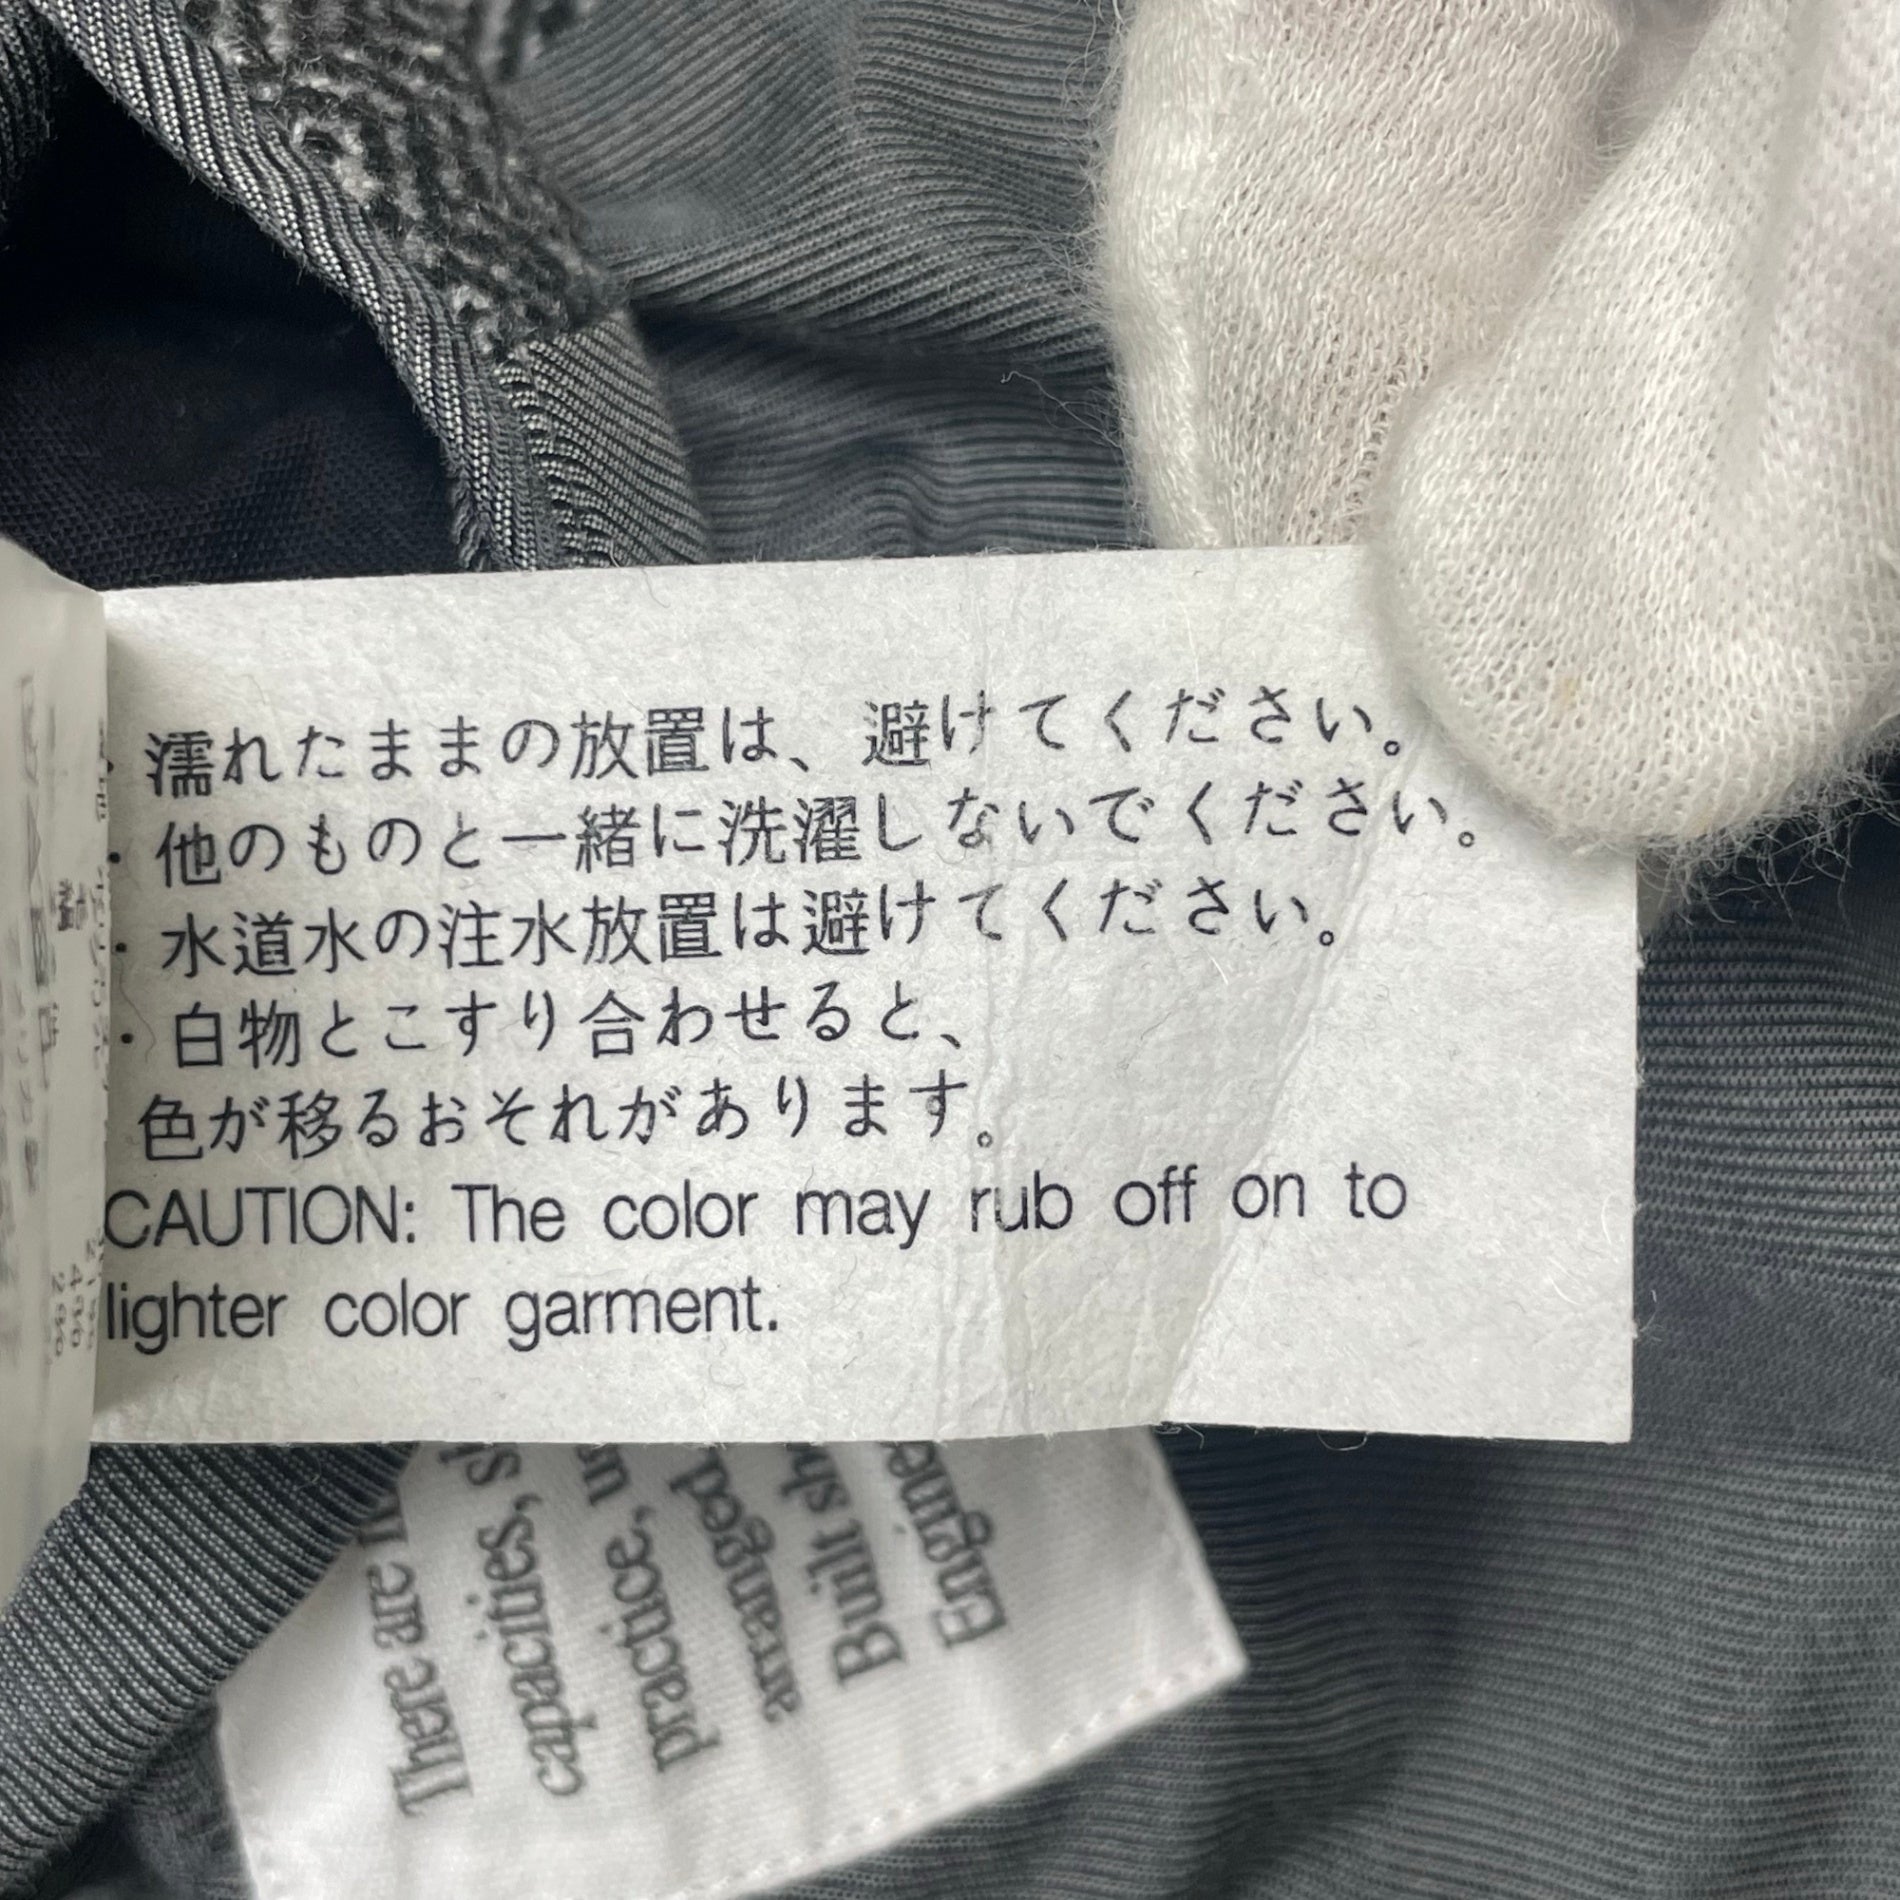 ・濡れたままの放置は、避けてください。
・他のものと一緒に洗濯しないでください。
・水道水の注水放置は避けてください。
・白物とこすり合わせると、
色が移るおそれがあります。
CAUTION: The color may rub off on to
lighter color garment.
There are
capacities,
practice,
arranged
Built